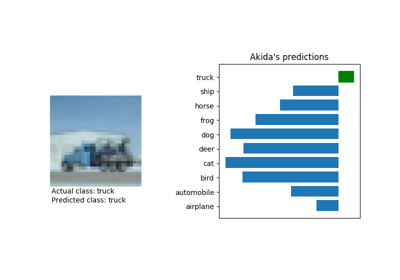 Akida's predictions
truck
ship
horse
frog
dog
deer
cat
bird
automobile
airplane
Actual class: truck
Predicted class: truck